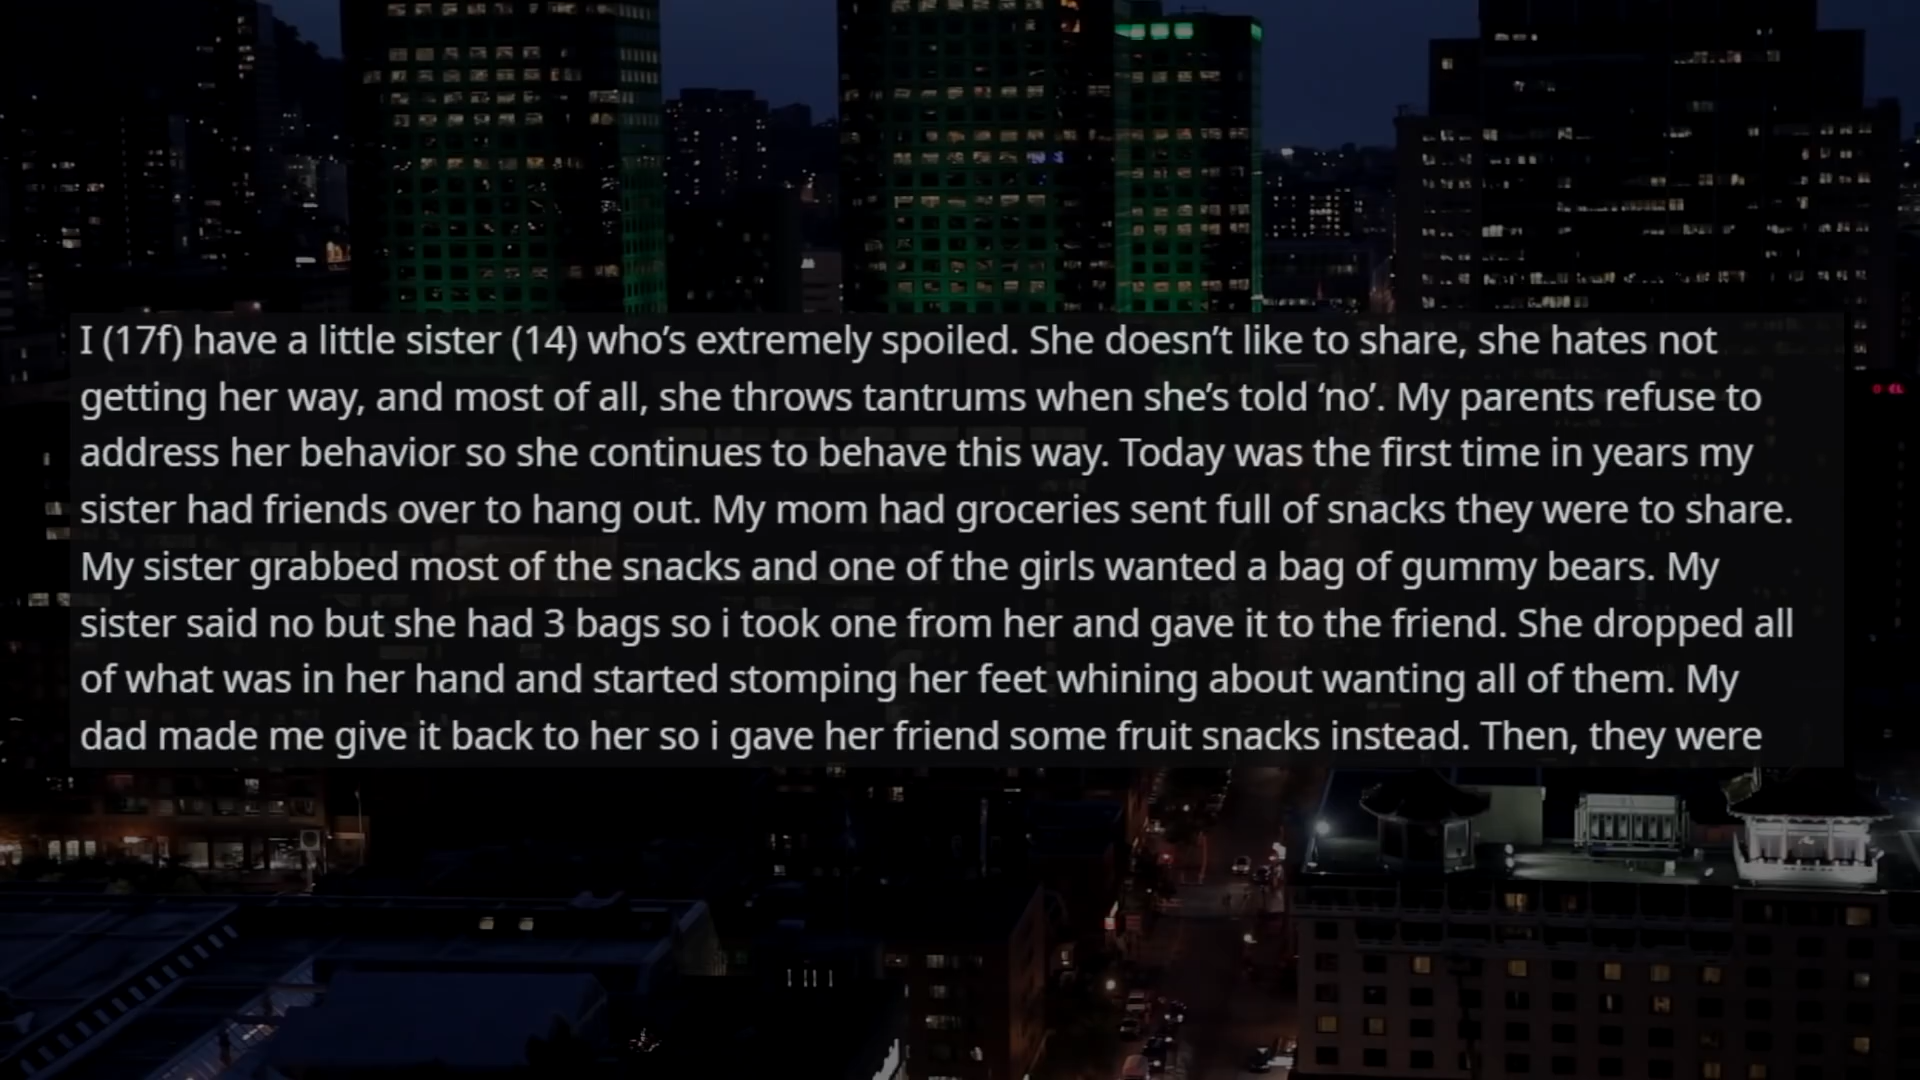 I (17f) have a little sister (14) who’s extremely spoiled. She doesn’t like to share, she hates not
getting her way, and most of all, she throws tantrums when she’s told ‘no’. My parents refuse to
address her behavior so she continues to behave this way. Today was the first time in years my
sister had friends over to hang out. My mom had groceries sent full of snacks they were to share.
My sister grabbed most of the snacks and one of the girls wanted a bag of gummy bears. My
sister said no but she had 3 bags so i took one from her and gave it to the friend. She dropped all
of what was in her hand and started stomping her feet whining about wanting all of them. My
dad made me give it back to her so i gave her friend some fruit snacks instead. Then, they were